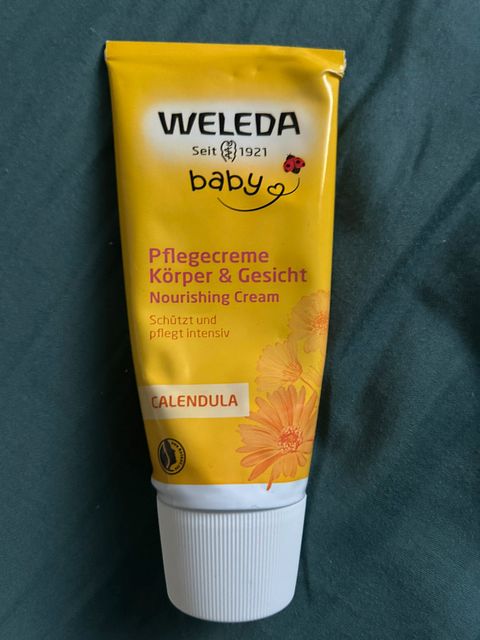 WELEDA
Seit 1921
baby
Pflegecreme
Körper & Gesicht
Nourishing Cream
Schützt und
pflegt intensiv
CALENDULA